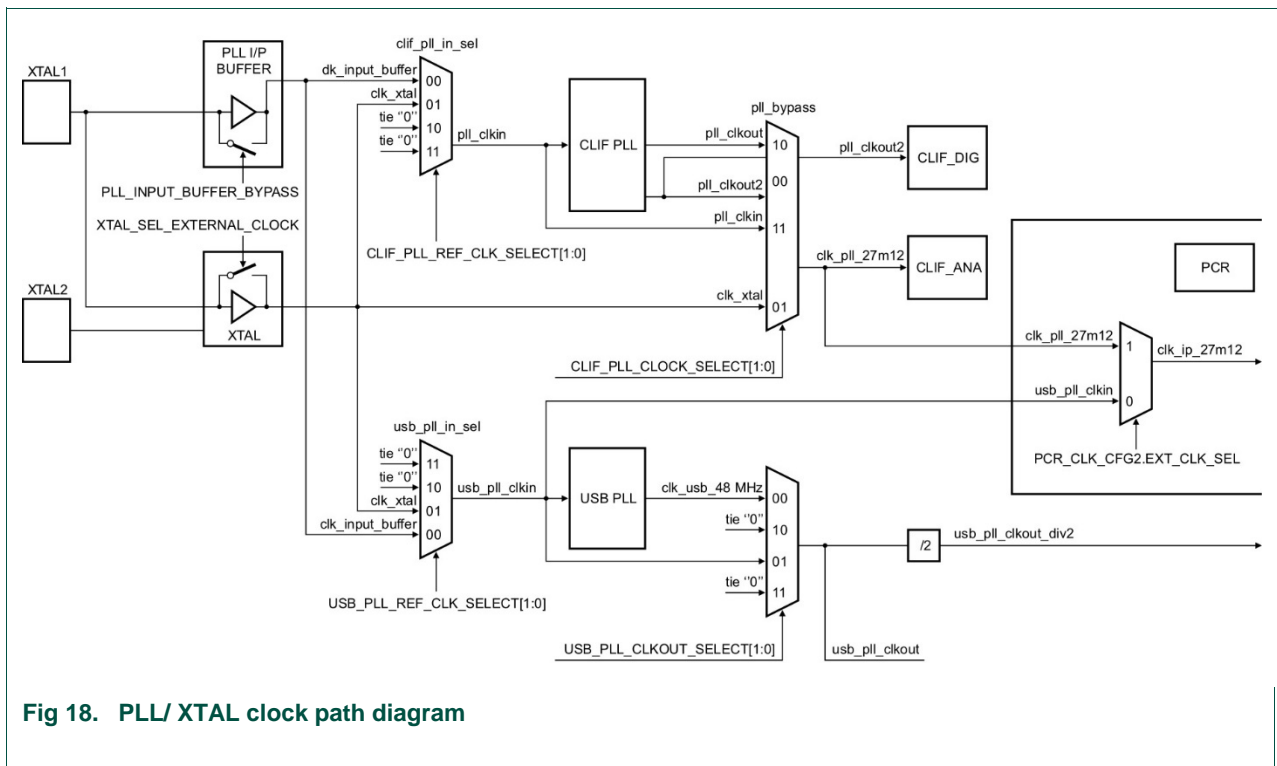 XTAL1
PLL I/P
BUFFER
PLL_INPUT_BUFFER_BYPASS
XTAL_SEL_EXTERNAL_CLOCK
XTAL2
XTAL
clif_pll_in_sel
dk_input_buffer
00
clk_xtal
01
tie "0"
10
tie "0"
11
pll_clkin
CLIF_PLL_REF_CLK_SELECT[1:0]
CLIF PLL
pll_bypass
pll_clkout
10
00
pll_clkout2
pll_clkin
11
clk_xtal
01
CLIF_PLL_CLOCK_SELECT[1:0]
pll_clkout2
CLIF_DIG
clk_pll_27m12
CLIF_ANA
PCR
clk_pll_27m12
1
clk_ip_27m12
usb_pll_clkin
0
PCR_CLK_CFG2.EXT_CLK_SEL
usb_pll_in_sel
tie "0"
11
tie "0"
10
clk_xtal
01
clk_input_buffer
00
usb_pll_clkin
USB_PLL_REF_CLK_SELECT[1:0]
USB PLL
clk_usb_48 MHz
00
tie "0"
10
01
tie "0"
11
USB_PLL_CLKOUT_SELECT[1:0]
/2
usb_pll_clkout_div2
usb_pll_clkout
Fig 18. PLL/ XTAL clock path diagram